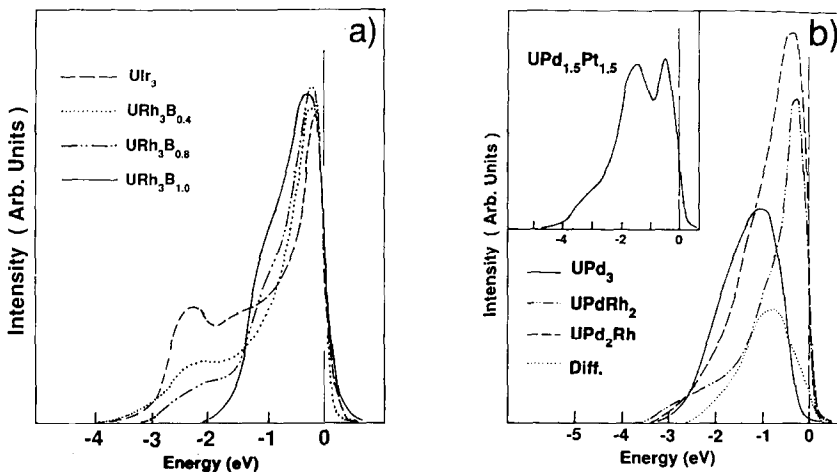 a)
UIr3
URh3B0.4
URh3B0.8
URh3B1.0
Intensity ( Arb. Units )
-4 -3 -2 -1 0
Energy (eV)
b)
UPd1.5Pt1.5
-4 -2 0
UPd3
UPdRh2
UPd2Rh
Diff.
Intensity ( Arb. Units )
-5 -4 -3 -2 -1 0
Energy (eV)